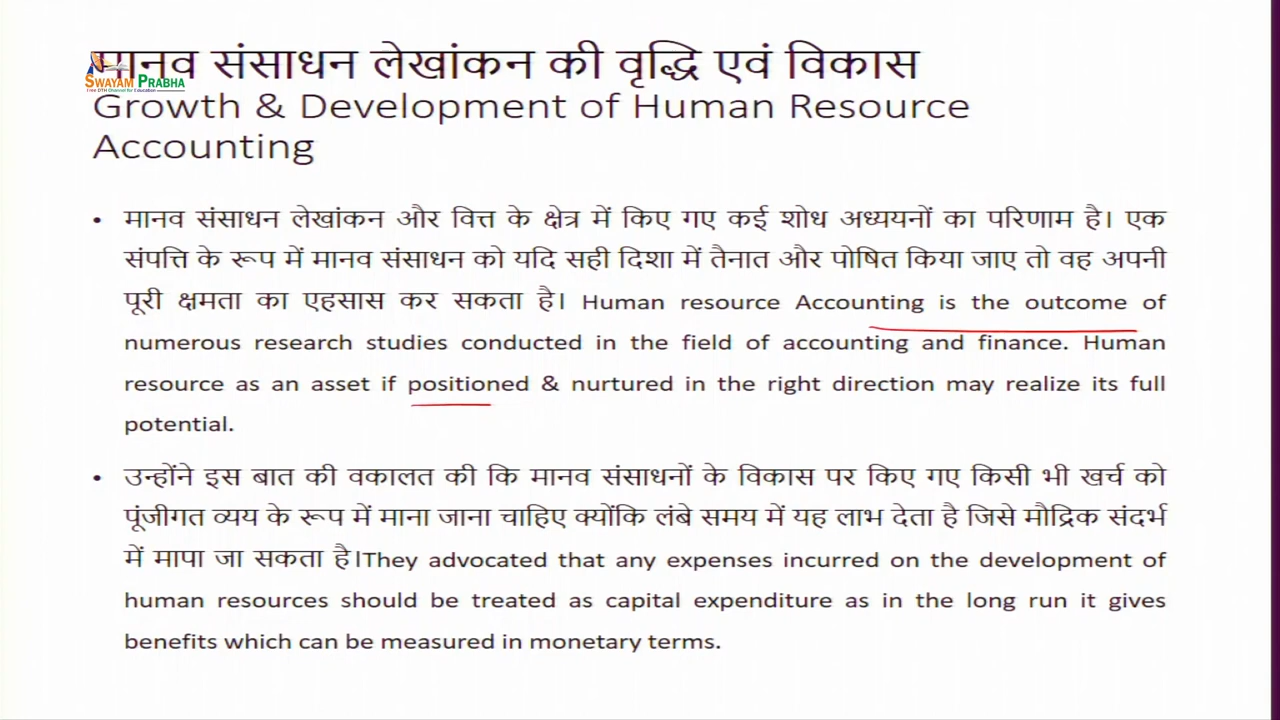 मानव संसाधन लेखांकन की वृद्धि एवं विकास
SWAYAM PRABHA
Free DTH Channel for Education
Growth & Development of Human Resource
Accounting
• मानव संसाधन लेखांकन और वित्त के क्षेत्र में किए गए कई शोध अध्ययनों का परिणाम है। एक
संपत्ति के रूप में मानव संसाधन को यदि सही दिशा में तैनात और पोषित किया जाए तो वह अपनी
पूरी क्षमता का एहसास कर सकता है। Human resource Accounting is the outcome of
numerous research studies conducted in the field of accounting and finance. Human
resource as an asset if positioned & nurtured in the right direction may realize its full
potential.
• उन्होंने इस बात की वकालत की कि मानव संसाधनों के विकास पर किए गए किसी भी खर्च को
पूंजीगत व्यय के रूप में माना जाना चाहिए क्योंकि लंबे समय में यह लाभ देता है जिसे मौद्रिक संदर्भ
में मापा जा सकता है।They advocated that any expenses incurred on the development of
human resources should be treated as capital expenditure as in the long run it gives
benefits which can be measured in monetary terms.